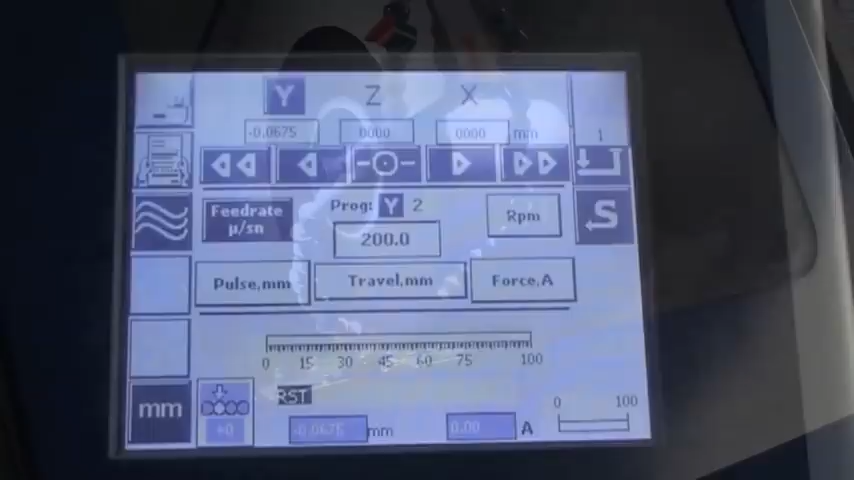 Y Z X
-0.0675 0000 0000 mm 1
Feedrate
µ/sn
Prog: Y 2
200.0
Rpm
S
Pulse,mm Travel,mm Force,A
0 15 30 45 60 75 100
mm
+0
RST
-0.0675 mm
0.00 A
0 100